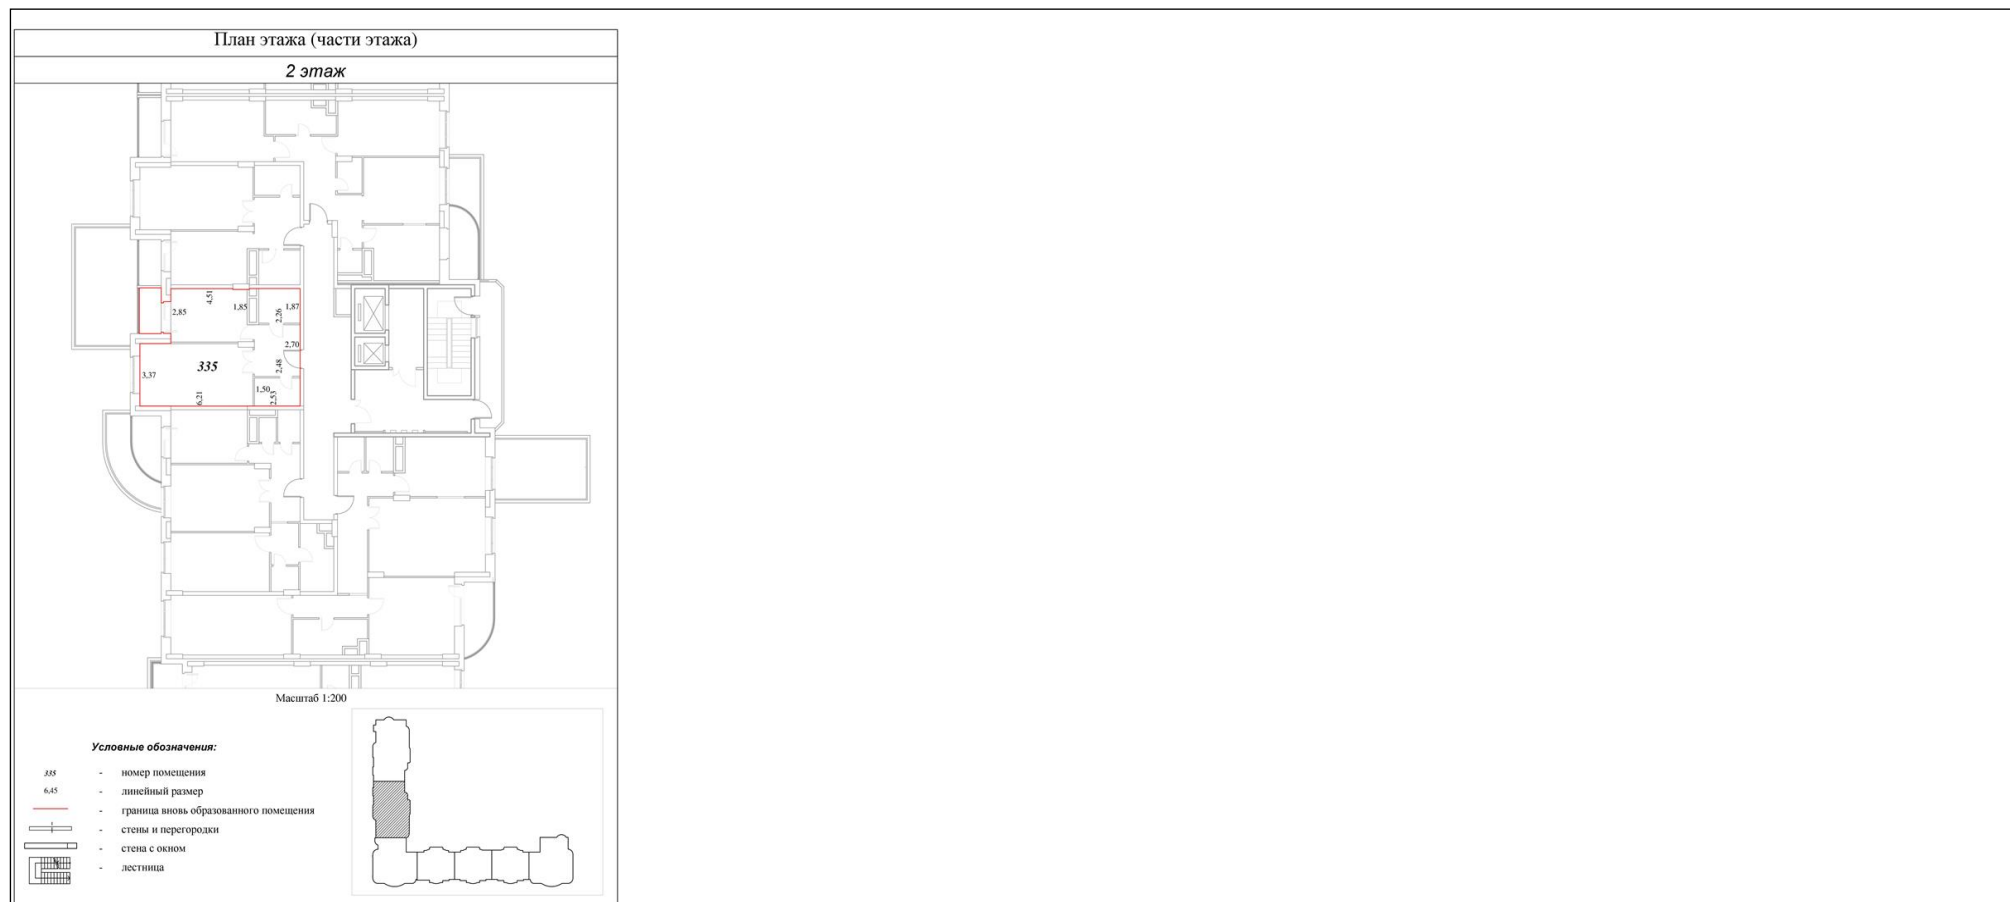 План этажа (части этажа)
2 этаж
4,51
2,85
1,85
1,87
2,26
2,70
335
2,48
3,37
1,50
6,21
2,53
Масштаб 1:200
Условные обозначения:
335 - номер помещения
6,45 - линейный размер
- граница вновь образованного помещения
- стены и перегородки
- стена с окном
- лестница